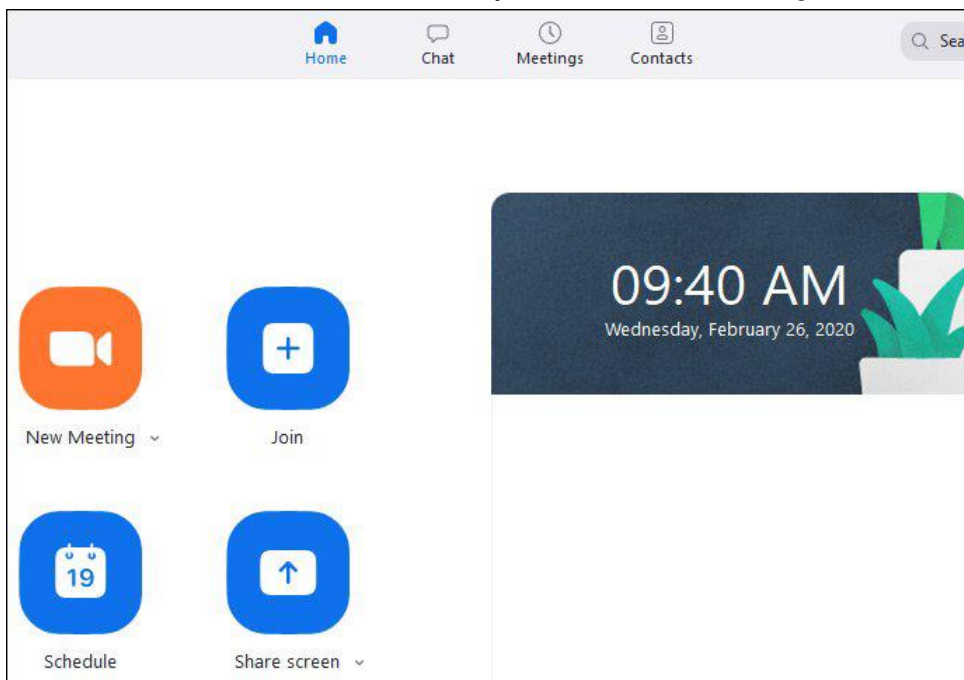 Home Chat Meetings Contacts Sea
09:40 AM
Wednesday, February 26, 2020
New Meeting Join
19
Schedule Share screen